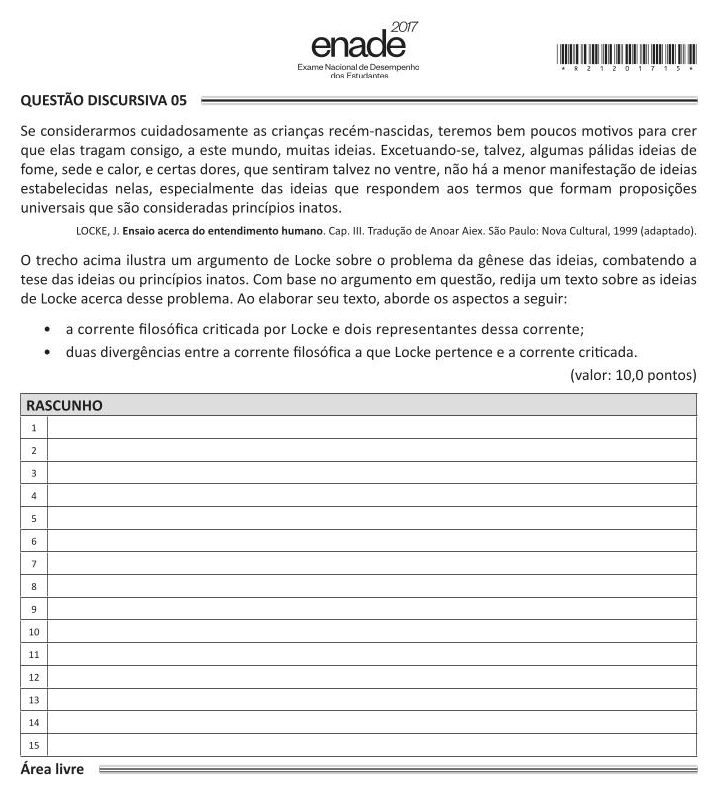 2017
enade
Exame Nacional de Desempenho
dos Estudantes
* R 2 1 2 0 1 7 1 5 *
QUESTÃO DISCURSIVA 05
Se considerarmos cuidadosamente as crianças recém-nascidas, teremos bem poucos motivos para crer
que elas tragam consigo, a este mundo, muitas ideias. Excetuando-se, talvez, algumas pálidas ideias de
fome, sede e calor, e certas dores, que sentiram talvez no ventre, não há a menor manifestação de ideias
estabelecidas nelas, especialmente das ideias que respondem aos termos que formam proposições
universais que são consideradas princípios inatos.
LOCKE, J. Ensaio acerca do entendimento humano. Cap. III. Tradução de Anoar Aiex. São Paulo: Nova Cultural, 1999 (adaptado).
O trecho acima ilustra um argumento de Locke sobre o problema da gênese das ideias, combatendo a
tese das ideias ou princípios inatos. Com base no argumento em questão, redija um texto sobre as ideias
de Locke acerca desse problema. Ao elaborar seu texto, aborde os aspectos a seguir:
• a corrente filosófica criticada por Locke e dois representantes dessa corrente;
• duas divergências entre a corrente filosófica a que Locke pertence e a corrente criticada.
(valor: 10,0 pontos)
RASCUNHO
1
2
3
4
5
6
7
8
9
10
11
12
13
14
15
Área livre